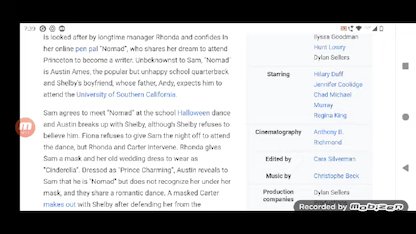 7:29
is looked after by longtime manager Rhonda and confides in
her online pen pal "Nomad", who shares her dream to attend
Princeton to become a writer. Unbeknownst to Sam, "Nomad"
is Austin Ames, the popular but unhappy school quarterback
and Shelby's boyfriend, whose father, Andy, expects him to
attend the University of Southern California.
Sam agrees to meet "Nomad" at the school Halloween dance
and Austin breaks up with Shelby, although Shelby refuses to
believe him. Fiona refuses to give Sam the night off to attend
the dance, but Rhonda and Carter intervene. Rhonda gives
Sam a mask and her old wedding dress to wear as
"Cinderella". Dressed as "Prince Charming", Austin reveals to
Sam that he is "Nomad" but does not recognize her under her
mask, and they share a romantic dance. A masked Carter
makes out with Shelby after defending her from the
Ilyssa Goodman
Hunt Lowry
Dylan Sellers
Starring
Hilary Duff
Jennifer Coolidge
Chad Michael
Murray
Regina King
Cinematography
Anthony B.
Richmond
Edited by
Cara Silverman
Music by
Christophe Beck
Production
companies
Dylan Sellers
Recorded by Mobizen